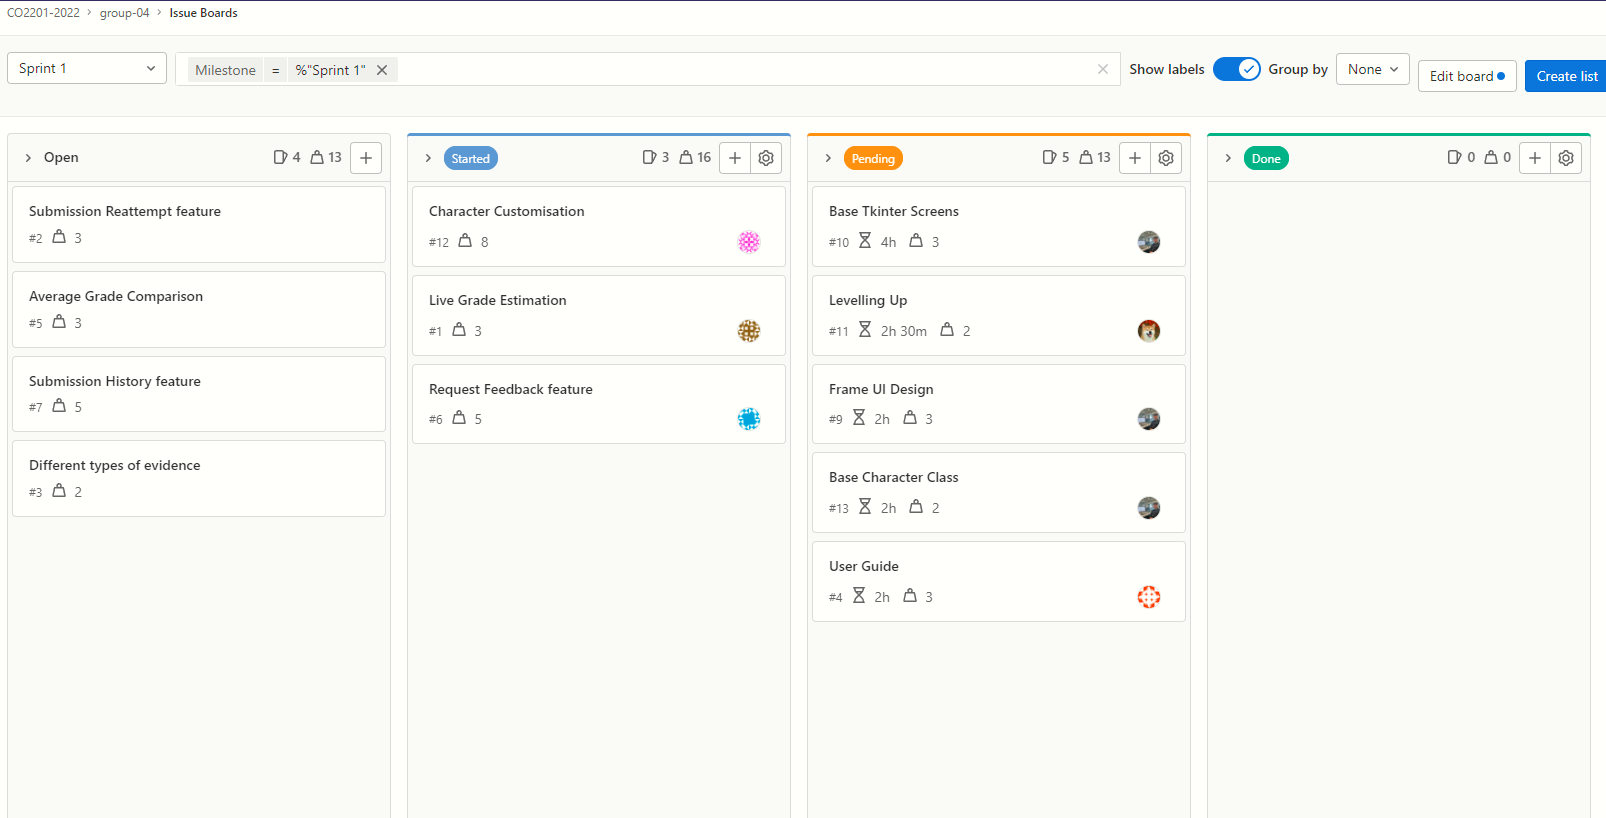 CO2201-2022 › group-04 › Issue Boards
Sprint 1
Milestone = %"Sprint 1"
Show labels
Group by
None
Edit board
Create list
Open 4 13
Submission Reattempt feature
#2 3
Average Grade Comparison
#5 3
Submission History feature
#7 5
Different types of evidence
#3 2
Started 3 16
Character Customisation
#12 8
Live Grade Estimation
#1 3
Request Feedback feature
#6 5
Pending 5 13
Base Tkinter Screens
#10 4h 3
Levelling Up
#11 2h 30m 2
Frame UI Design
#9 2h 3
Base Character Class
#13 2h 2
User Guide
#4 2h 3
Done 0 0